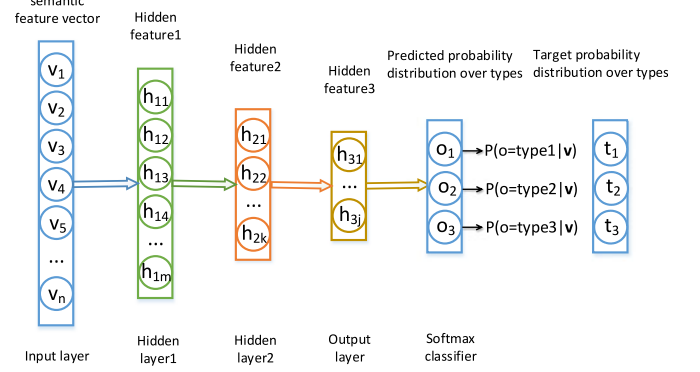 semantic
feature vector
Hidden
feature1
Hidden
feature2
Hidden
feature3
Predicted probability
distribution over types
Target probability
distribution over types
v1
v2
v3
v4
v5
...
vn
h11
h12
h13
h14
...
h1m
h21
h22
...
h2k
h31
...
h3j
o1
o2
o3
P(o=type1|v)
P(o=type2|v)
P(o=type3|v)
t1
t2
t3
Input layer
Hidden
layer1
Hidden
layer2
Output
layer
Softmax
classifier